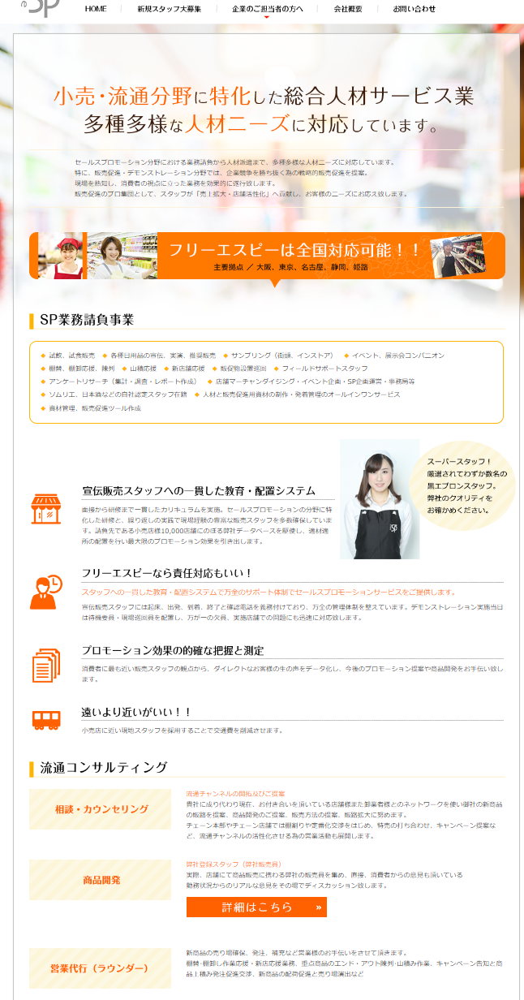 SP
HOME
新規スタッフ大募集
企業のご担当者の方へ
会社概要
お問い合わせ
小売・流通分野に特化した総合人材サービス業
多種多様な人材ニーズに対応しています。
セールスプロモーション分野における業務請負から人材派遣まで、多種多様な人材ニーズに対応しています。
特に、販売促進・デモンストレーション分野では、企業競争を勝ち抜く為の戦略的販売促進を提案。
現場を熟知し、消費者の視点に立った業務を効果的に遂行致します。
販売促進のプロ集団として、スタッフが「売上拡大・店舗活性化」へ貢献し、お客様のニーズにお応え致します。
フリーエスピーは全国対応可能！！
主要拠点 ／ 大阪、東京、名古屋、静岡、姫路
SP業務請負事業
◆ 試飲、試食販売 ◆ 各種日用品の宣伝、実演、推奨販売 ◆ サンプリング（街頭、インストア） ◆ イベント、展示会コンパニオン
◆ 棚替、棚卸応援、陳列 ◆ 山積応援 ◆ 新店舗応援 ◆ 販促物設置巡回 ◆ フィールドサポートスタッフ
◆ アンケートリサーチ（集計・調査・レポート作成） ◆ 店舗マーチャンダイジング・イベント企画・SP企画運営・事務局等
◆ ソムリエ、日本酒などの自社認定スタッフ在籍 ◆ 人材と販売促進用資材の制作・発着管理のオールインワンサービス
◆ 資材管理、販売促進ツール作成
スーパースタッフ！
厳選されてわずか数名の
黒エプロンスタッフ。
弊社のクオリティを
お確かめください。
宣伝販売スタッフへの一貫した教育・配置システム
面接から研修まで一貫したカリキュラムを実施。セールスプロモーションの分野に特
化した研修と、繰り返しの実践で現場経験の豊富な販売スタッフを多数確保していま
す。請負先である小売店様10,000店舗にのぼる弊社データベースを駆使し、適材適
所の配置を行い最大限のプロモーション効果を引き出します。
フリーエスピーなら責任対応もいい！
スタッフへの一貫した教育・配置システムで万全のサポート体制でセールスプロモーションサービスをご提供します。
宣伝販売スタッフには起床、出発、到着、終了と確認電話を義務付けており、万全の管理体制を整えています。デモンストレーション実施当日
は待機要員・現場巡回員を配置し、万が一の欠員、実施店舗での問題にも迅速に対応致します。
プロモーション効果の的確な把握と測定
消費者に最も近い販売スタッフの観点から、ダイレクトなお客様の生の声をデータ化し、今後のプロモーション提案や商品開発をお手伝い致し
ます。
遠いより近いがいい！！
小売店に近い現地スタッフを採用することで交通費を削減させます。
流通コンサルティング
相談・カウンセリング
流通チャンネルの開拓及びご提案
貴社に成り代わり現在、お付き合いを頂いている店舗様また卸業者様とのネットワークを使い御社の新商品
の販路を提案、商品開発のご提案、販売方法の提案、販路拡大に努めます。
チェーン本部やチェーン店舗では棚割りや定番化交渉をはじめ、特売の打ち合わせ、キャンペーン提案な
ど、流通チャンネルの活性化させる為の営業活動も展開します。
商品開発
弊社登録スタッフ（弊社販売員）
実際、店舗にて商品販売に携わる弊社の販売員を集め、直接、消費者からの意見も頂いている
勤務状況からのリアルな意見をその場でディスカッション致します。
詳細はこちら »
営業代行（ラウンダー）
新商品の売り場確保、発注、補充など営業様のお手伝いをさせて頂きます。
棚替･棚卸し作業応援・新店応援業務、重点商品のエンド・アウト陳列･山積み作業、キャンペーン告知と商
品上積み発注促進交渉、新商品の配荷促進と売り場演出など